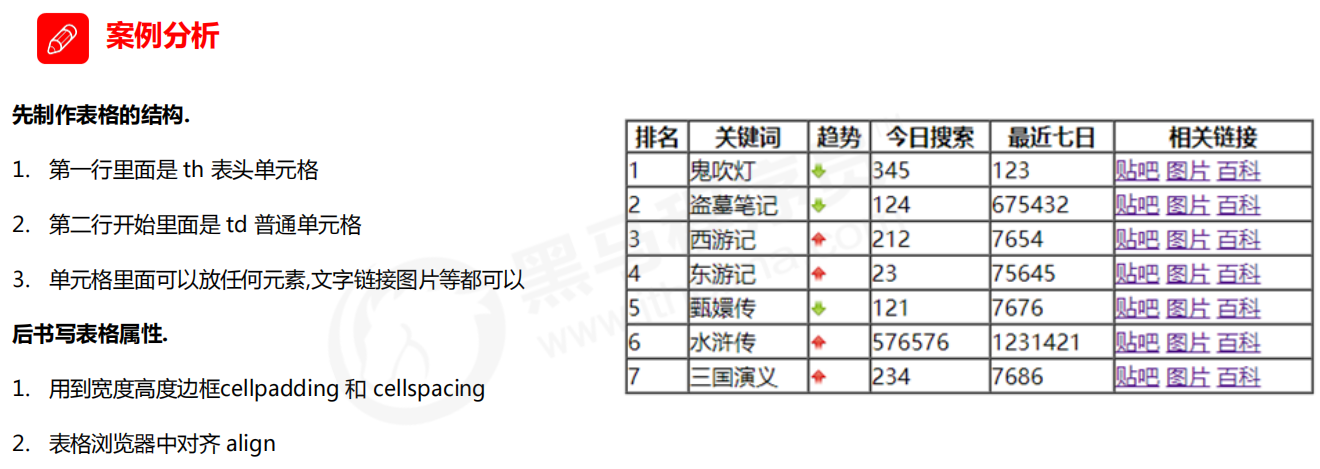 案例分析
先制作表格的结构.
1. 第一行里面是 th 表头单元格
2. 第二行开始里面是 td 普通单元格
3. 单元格里面可以放任何元素,文字链接图片等都可以
后书写表格属性.
1. 用到宽度高度边框cellpadding 和 cellspacing
2. 表格浏览器中对齐 align
排名 关键词 趋势 今日搜索 最近七日 相关链接
1 鬼吹灯 345 123 贴吧 图片 百科
2 盗墓笔记 124 675432 贴吧 图片 百科
3 西游记 212 7654 贴吧 图片 百科
4 东游记 23 75645 贴吧 图片 百科
5 甄嬛传 121 7676 贴吧 图片 百科
6 水浒传 576576 1231421 贴吧 图片 百科
7 三国演义 234 7686 贴吧 图片 百科